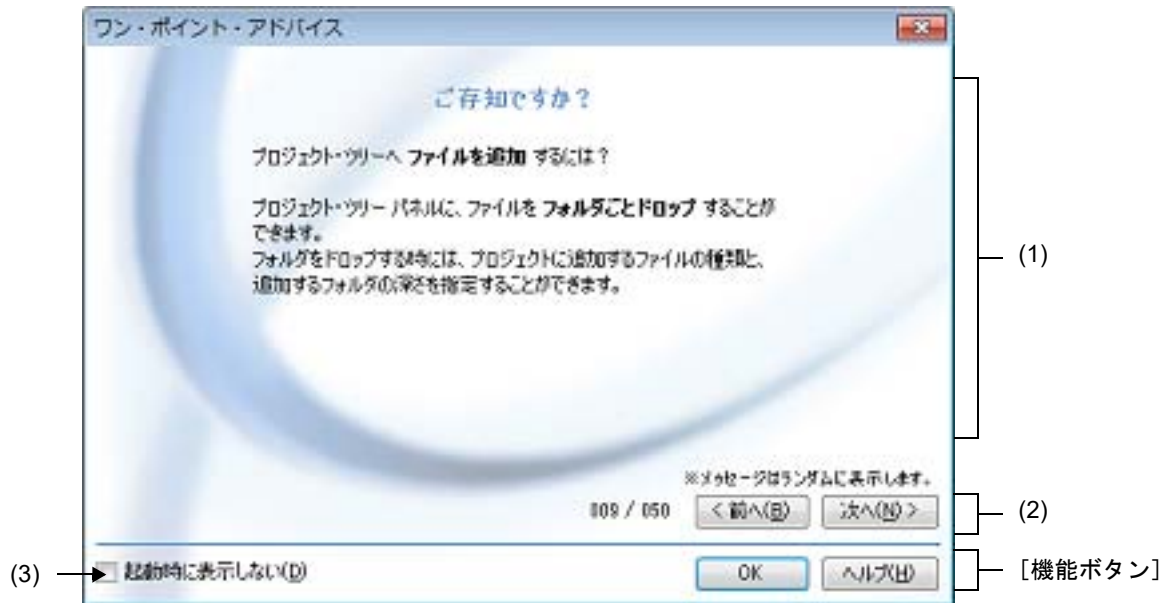 ワン・ポイント・アドバイス
ご存知ですか?
プロジェクト・ツリーへ ファイルを追加 するには?
プロジェクト・ツリー パネルに、ファイルを フォルダごとドロップ することが
できます。
フォルダをドロップする時には、プロジェクトに追加するファイルの種類と、
追加するフォルダの深さを指定することができます。
(1)
※メッセージはランダムに表示します。
009 / 050
< 前へ(B)
次へ(N) >
(2)
(3)
起動時に表示しない(D)
OK
ヘルプ(H)
[機能ボタン]